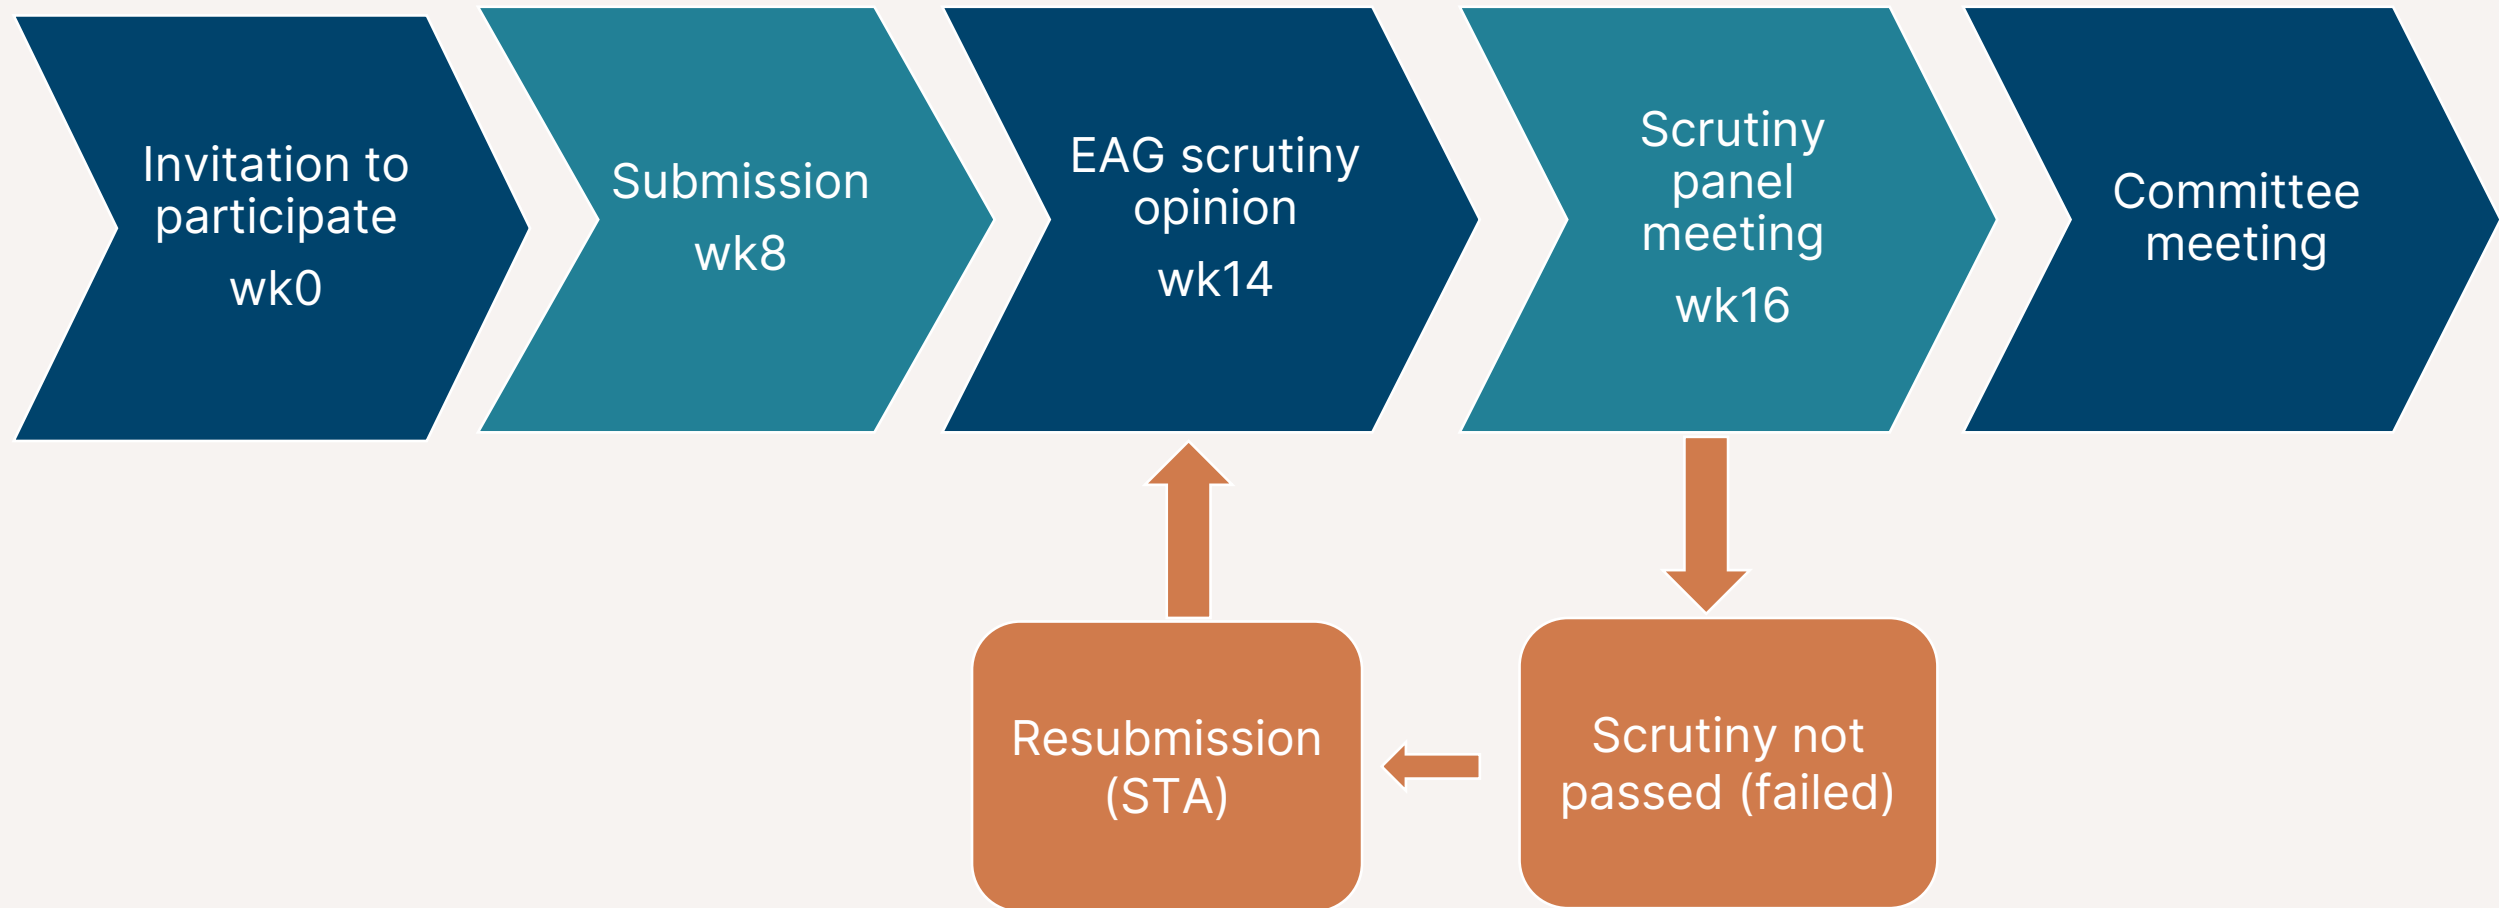 Invitation to
participate
wk0
Submission
wk8
EAG scrutiny
opinion
wk14
Scrutiny
panel
meeting
wk16
Committee
meeting
Resubmission
(STA)
Scrutiny not
passed (failed)